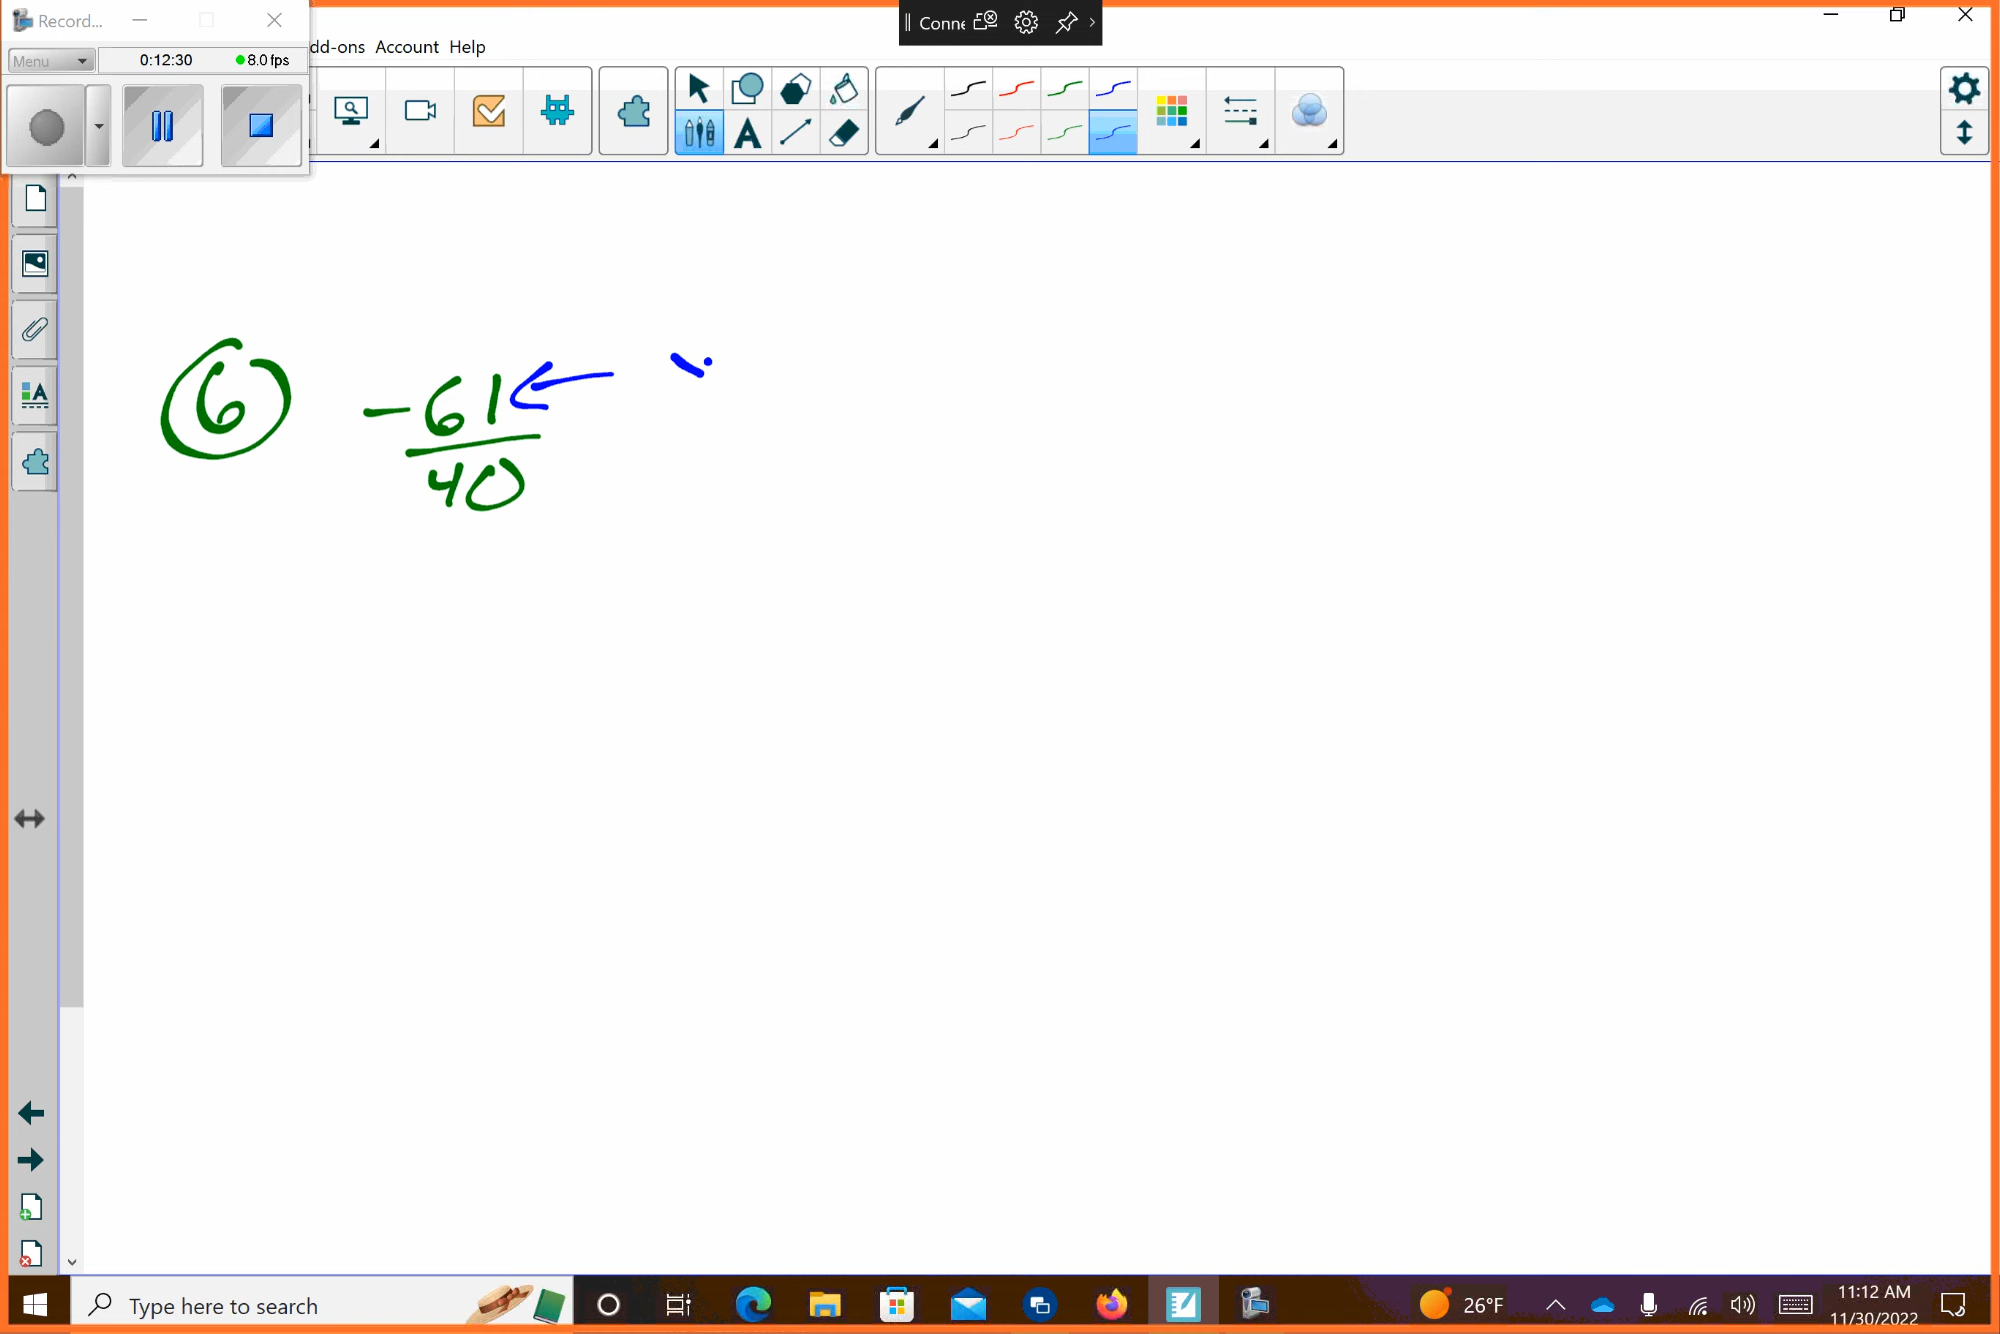 Record...
Conne
Menu
0:12:30
8.0 fps
dd-ons Account Help
6
-61
40
Type here to search
26°F
11:12 AM
11/30/2022